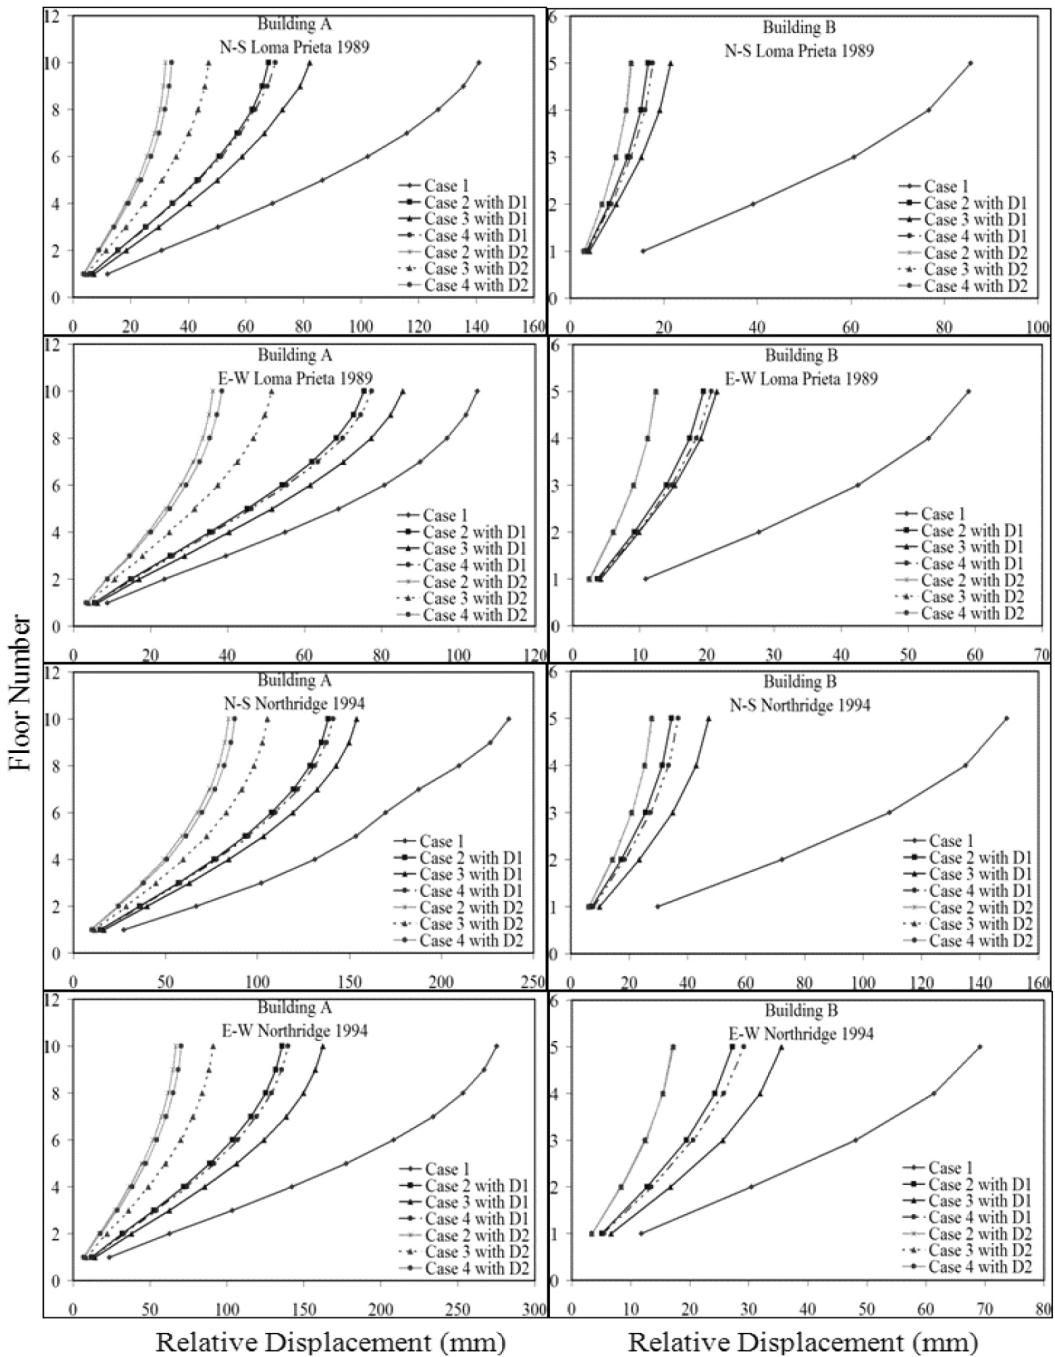 Floor Number
Building A
N-S Loma Prieta 1989
12
10
8
6
4
2
0
Case 1
Case 2 with D1
Case 3 with D1
Case 4 with D1
Case 2 with D2
Case 3 with D2
Case 4 with D2
0 20 40 60 80 100 120 140 160
Building B
N-S Loma Prieta 1989
6
5
4
3
2
1
0
Case 1
Case 2 with D1
Case 3 with D1
Case 4 with D1
Case 2 with D2
Case 3 with D2
Case 4 with D2
0 20 40 60 80 100
Building A
E-W Loma Prieta 1989
12
10
8
6
4
2
0
Case 1
Case 2 with D1
Case 3 with D1
Case 4 with D1
Case 2 with D2
Case 3 with D2
Case 4 with D2
0 20 40 60 80 100 120
Building B
E-W Loma Prieta 1989
6
5
4
3
2
1
0
Case 1
Case 2 with D1
Case 3 with D1
Case 4 with D1
Case 2 with D2
Case 3 with D2
Case 4 with D2
0 10 20 30 40 50 60 70
Building A
N-S Northridge 1994
12
10
8
6
4
2
0
Case 1
Case 2 with D1
Case 3 with D1
Case 4 with D1
Case 2 with D2
Case 3 with D2
Case 4 with D2
0 50 100 150 200 250
Building B
N-S Northridge 1994
6
5
4
3
2
1
0
Case 1
Case 2 with D1
Case 3 with D1
Case 4 with D1
Case 2 with D2
Case 3 with D2
Case 4 with D2
0 20 40 60 80 100 120 140 160
Building A
E-W Northridge 1994
12
10
8
6
4
2
0
Case 1
Case 2 with D1
Case 3 with D1
Case 4 with D1
Case 2 with D2
Case 3 with D2
Case 4 with D2
0 50 100 150 200 250 300
Building B
E-W Northridge 1994
6
5
4
3
2
1
0
Case 1
Case 2 with D1
Case 3 with D1
Case 4 with D1
Case 2 with D2
Case 3 with D2
Case 4 with D2
0 10 20 30 40 50 60 70 80
Relative Displacement (mm)
Relative Displacement (mm)